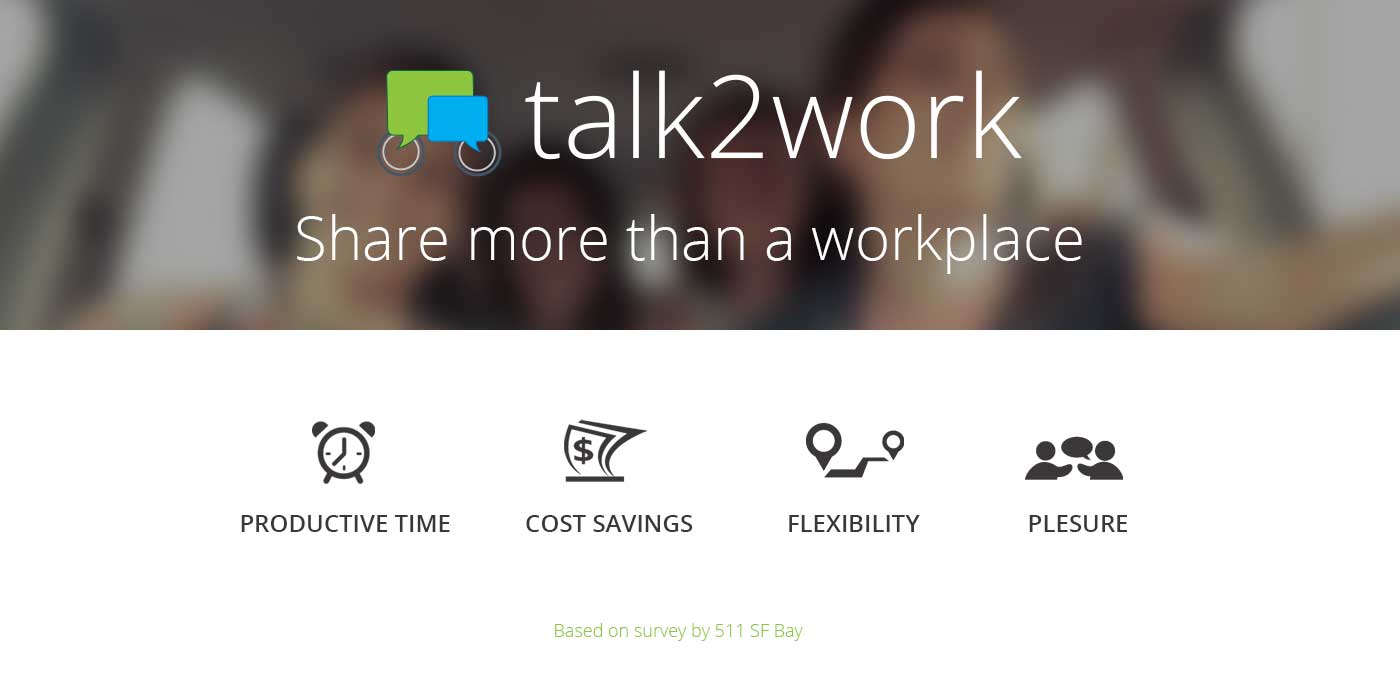 talk2work
Share more than a workplace
$
PRODUCTIVE TIME
COST SAVINGS
FLEXIBILITY
PLESURE
Based on survey by 511 SF Bay